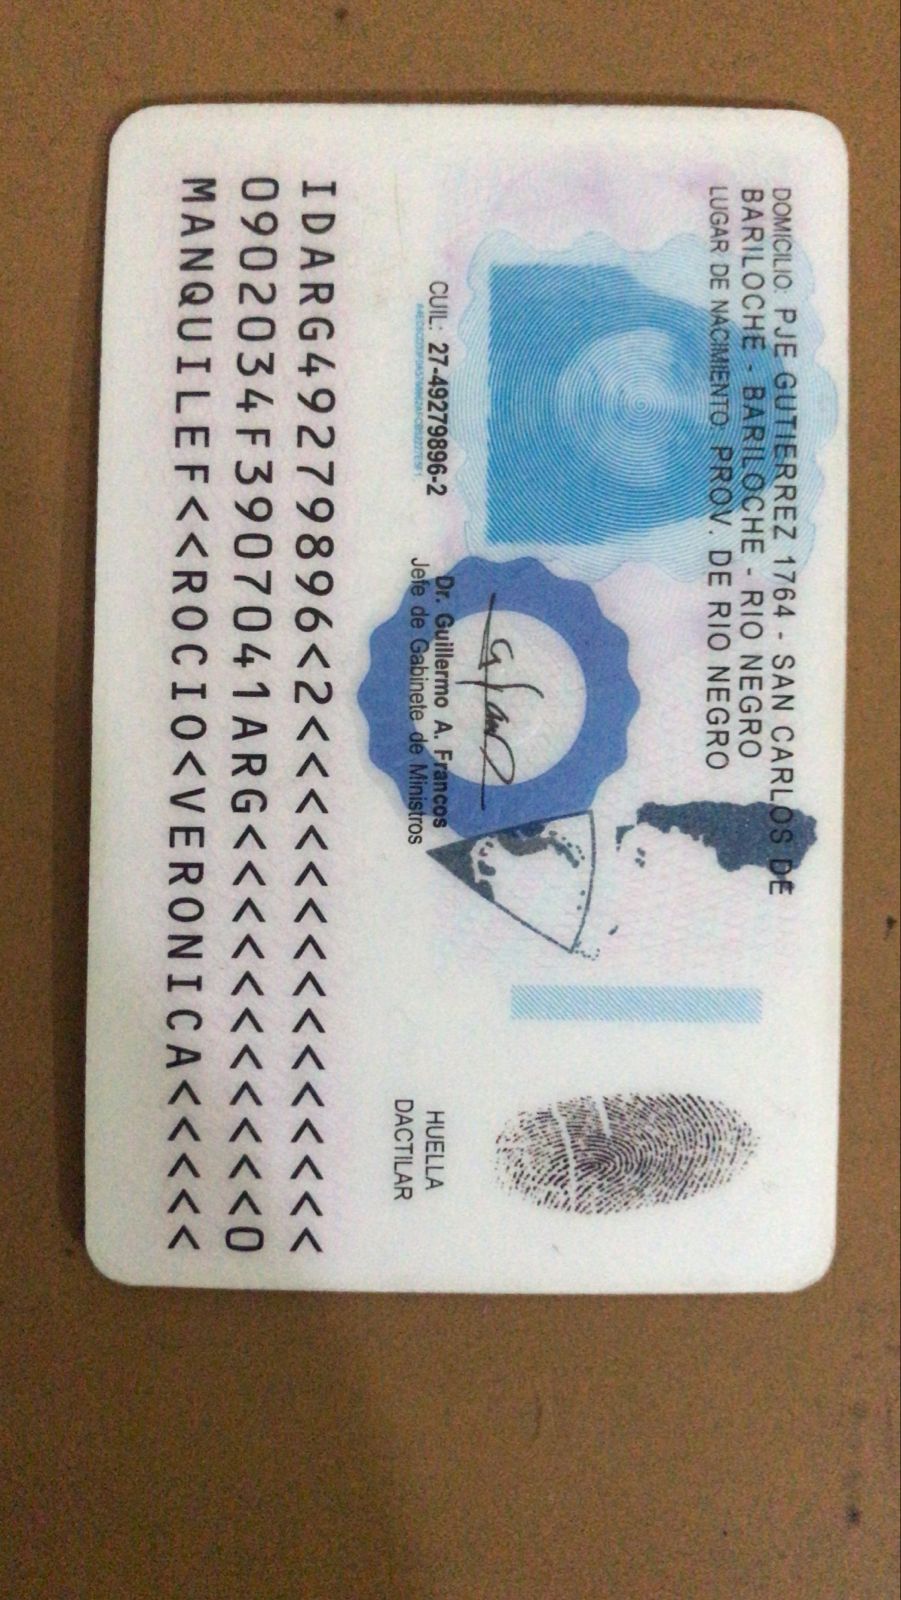 DOMICILIO: PJE GUTIERREZ 1764 - SAN CARLOS DE
BARILOCHE - BARILOCHE - RIO NEGRO
LUGAR DE NACIMIENTO: PROV. DE RIO NEGRO
CUIL: 27-49279896-2
Dr. Guillermo A. Francos
Jefe de Gabinete de Ministros
HUELLA
DACTILAR
IDARG49279896<2<<<<<<<<<<<<<<<
0902034F3907041ARG<<<<<<<<<<<0
MANQUILEF<<ROCIO<VERONICA<<<<<